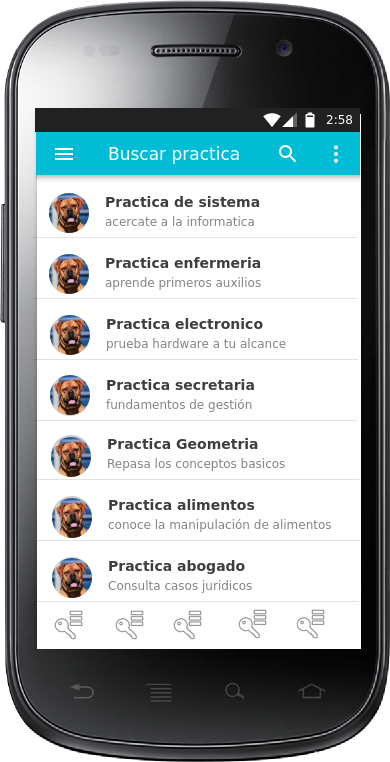 2:58
Buscar practica
Practica de sistema
acercate a la informatica
Practica enfermeria
aprende primeros auxilios
Practica electronico
prueba hardware a tu alcance
Practica secretaria
fundamentos de gestión
Practica Geometria
Repasa los conceptos basicos
Practica alimentos
conoce la manipulación de alimentos
Practica abogado
Consulta casos juridicos